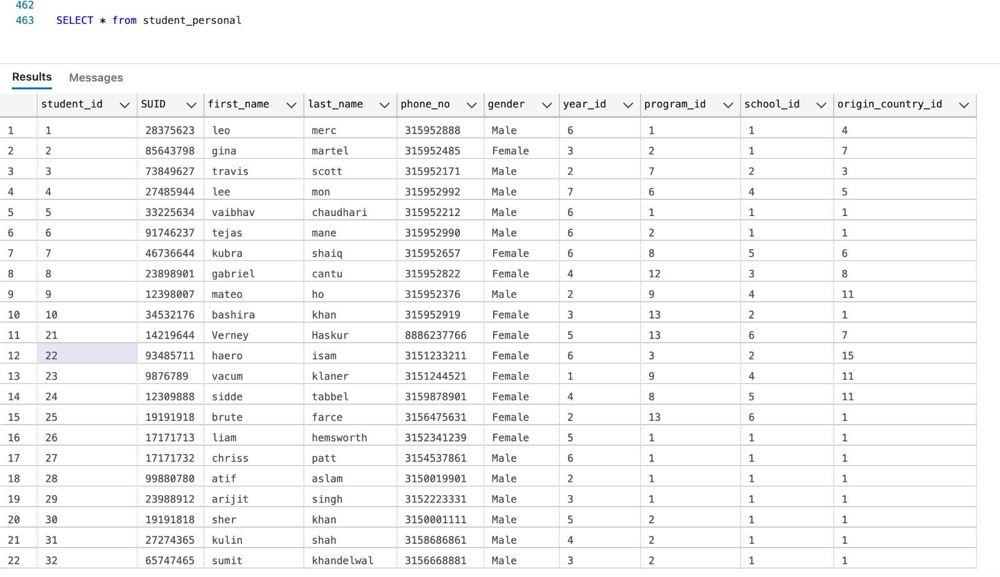 462
463 SELECT * from student_personal
Results Messages
student_id SUID first_name last_name phone_no gender year_id program_id school_id origin_country_id
1 1 28375623 leo merc 315952888 Male 6 1 1 4
2 2 85643798 gina martel 315952485 Female 3 2 1 7
3 3 73849627 travis scott 315952171 Male 2 7 2 3
4 4 27485944 lee mon 315952992 Male 7 6 4 5
5 5 33225634 vaibhav chaudhari 315952212 Male 6 1 1 1
6 6 91746237 tejas mane 315952990 Male 6 2 1 1
7 7 46736644 kubra shaiq 315952657 Female 6 8 5 6
8 8 23898901 gabriel cantu 315952822 Female 4 12 3 8
9 9 12398007 mateo ho 315952376 Male 2 9 4 11
10 10 34532176 bashira khan 315952919 Female 3 13 2 1
11 21 14219644 Verney Haskur 8886237766 Female 5 13 6 7
12 22 93485711 haero isam 3151233211 Female 6 3 2 15
13 23 9876789 vacum klaner 3151244521 Female 1 9 4 11
14 24 12309888 sidde tabbel 3159878901 Female 4 8 5 11
15 25 19191918 brute farce 3156475631 Female 2 13 6 1
16 26 17171713 liam hemsworth 3152341239 Female 5 1 1 1
17 27 17171732 chriss patt 3154537861 Male 6 1 1 1
18 28 99880780 atif aslam 3150019901 Male 2 1 1 1
19 29 23988912 arijit singh 3152223331 Male 3 1 1 1
20 30 19191818 sher khan 3150001111 Male 5 2 1 1
21 31 27274365 kulin shah 3158686861 Male 4 2 1 1
22 32 65747465 sumit khandelwal 3156668881 Male 3 2 1 1